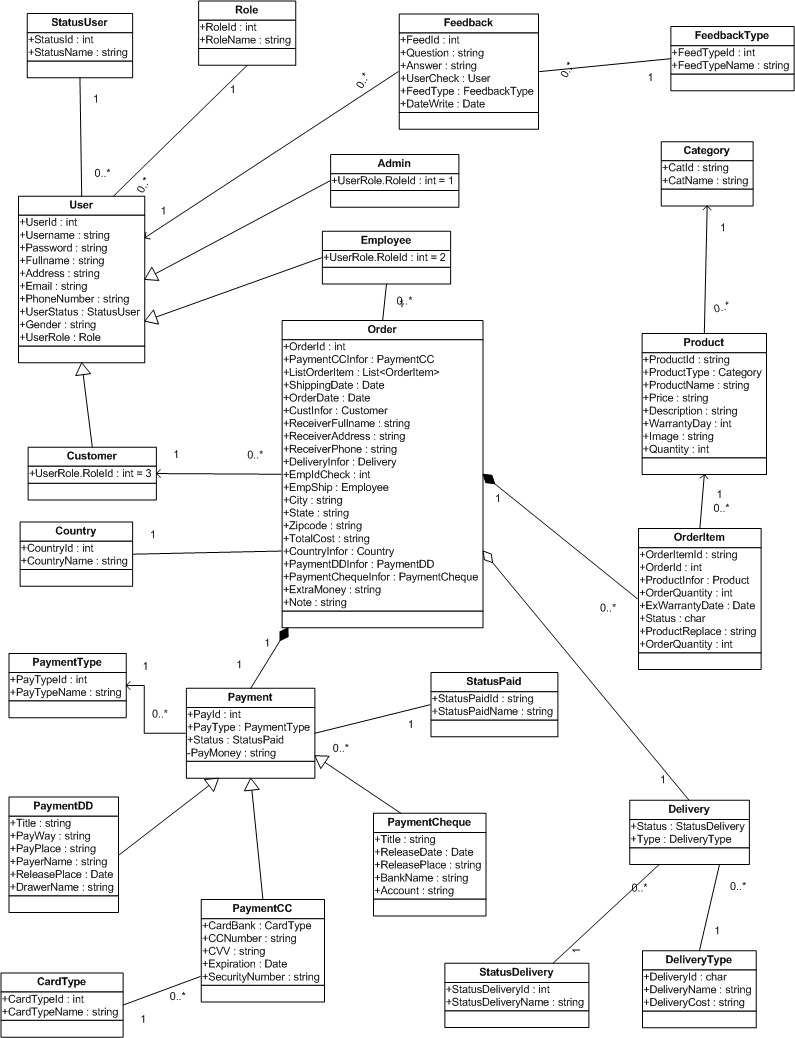 StatusUser
+StatusId : int
+StatusName : string
Role
+RoleId : int
+RoleName : string
Feedback
+FeedId : int
+Question : string
+Answer : string
+UserCheck : User
+FeedType : FeedbackType
+DateWrite : Date
FeedbackType
+FeedTypeId : int
+FeedTypeName : string
1
0..*
1
0..*
0..*
1
0..*
1
Admin
+UserRole.RoleId : int = 1
Category
+CatId : string
+CatName : string
User
+UserId : int
+Username : string
+Password : string
+Fullname : string
+Address : string
+Email : string
+PhoneNumber : string
+UserStatus : StatusUser
+Gender : string
+UserRole : Role
Employee
+UserRole.RoleId : int = 2
1
0..*
0..*
Order
+OrderId : int
+PaymentCCInfor : PaymentCC
+ListOrderItem : List<OrderItem>
+ShippingDate : Date
+OrderDate : Date
+CustInfor : Customer
+ReceiverFullname : string
+ReceiverAddress : string
+ReceiverPhone : string
+DeliveryInfor : Delivery
+EmpIdCheck : int
+EmpShip : Employee
+City : string
+State : string
+Zipcode : string
+TotalCost : string
+CountryInfor : Country
+PaymentDDInfor : PaymentDD
+PaymentChequeInfor : PaymentCheque
+ExtraMoney : string
+Note : string
Product
+ProductId : string
+ProductType : Category
+ProductName : string
+Price : string
+Description : string
+WarrantyDay : int
+Image : string
+Quantity : int
Customer
+UserRole.RoleId : int = 3
1
0..*
Country
+CountryId : int
+CountryName : string
1
1
0..*
1
0..*
OrderItem
+OrderItemId : string
+OrderId : int
+ProductInfor : Product
+OrderQuantity : int
+ExWarrantyDate : Date
+Status : char
+ProductReplace : string
+OrderQuantity : int
1
1
PaymentType
+PayTypeId : int
+PayTypeName : string
1
0..*
Payment
+PayId : int
+PayType : PaymentType
+Status : StatusPaid
-PayMoney : string
StatusPaid
+StatusPaidId : string
+StatusPaidName : string
1
0..*
1
PaymentDD
+Title : string
+PayWay : string
+PayPlace : string
+PayerName : string
+ReleasePlace : Date
+DrawerName : string
PaymentCheque
+Title : string
+ReleaseDate : Date
+ReleasePlace : string
+BankName : string
+Account : string
Delivery
+Status : StatusDelivery
+Type : DeliveryType
0..*
0..*
1
1
PaymentCC
+CardBank : CardType
+CCNumber : string
+CVV : string
+Expiration : Date
+SecurityNumber : string
CardType
+CardTypeId : int
+CardTypeName : string
0..*
1
StatusDelivery
+StatusDeliveryId : int
+StatusDeliveryName : string
DeliveryType
+DeliveryId : char
+DeliveryName : string
+DeliveryCost : string